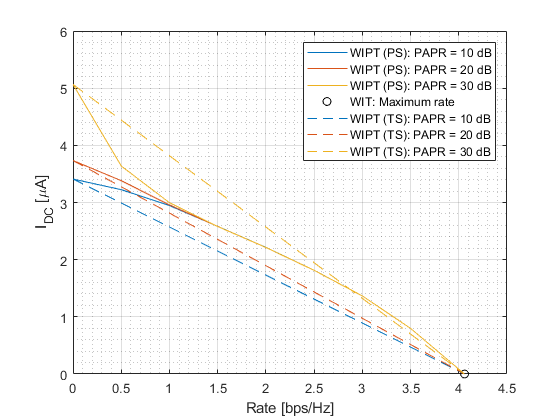 6
5
4
3
2
1
0
I_DC [μA]
WIPT (PS): PAPR = 10 dB
WIPT (PS): PAPR = 20 dB
WIPT (PS): PAPR = 30 dB
WIT: Maximum rate
WIPT (TS): PAPR = 10 dB
WIPT (TS): PAPR = 20 dB
WIPT (TS): PAPR = 30 dB
0 0.5 1 1.5 2 2.5 3 3.5 4 4.5
Rate [bps/Hz]